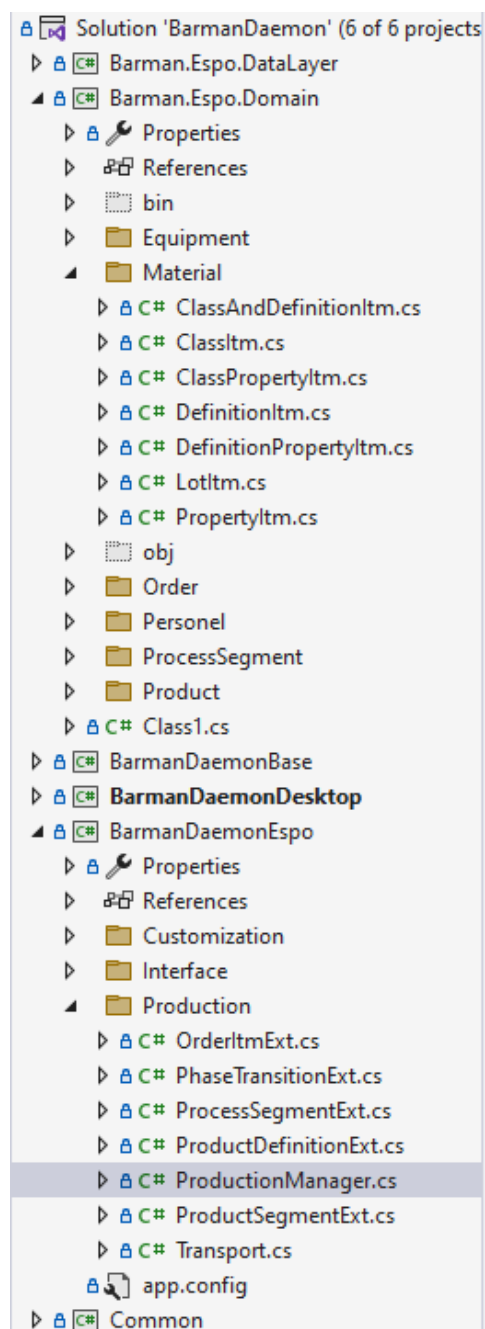 Solution 'BarmanDaemon' (6 of 6 projects
C# Barman.Espo.DataLayer
C# Barman.Espo.Domain
Properties
References
bin
Equipment
Material
C# ClassAndDefinitionItm.cs
C# ClassItm.cs
C# ClassPropertyItm.cs
C# DefinitionItm.cs
C# DefinitionPropertyItm.cs
C# LotItm.cs
C# PropertyItm.cs
obj
Order
Personel
ProcessSegment
Product
C# Class1.cs
C# BarmanDaemonBase
C# BarmanDaemonDesktop
C# BarmanDaemonEspo
Properties
References
Customization
Interface
Production
C# OrderItmExt.cs
C# PhaseTransitionExt.cs
C# ProcessSegmentExt.cs
C# ProductDefinitionExt.cs
C# ProductionManager.cs
C# ProductSegmentExt.cs
C# Transport.cs
app.config
C# Common